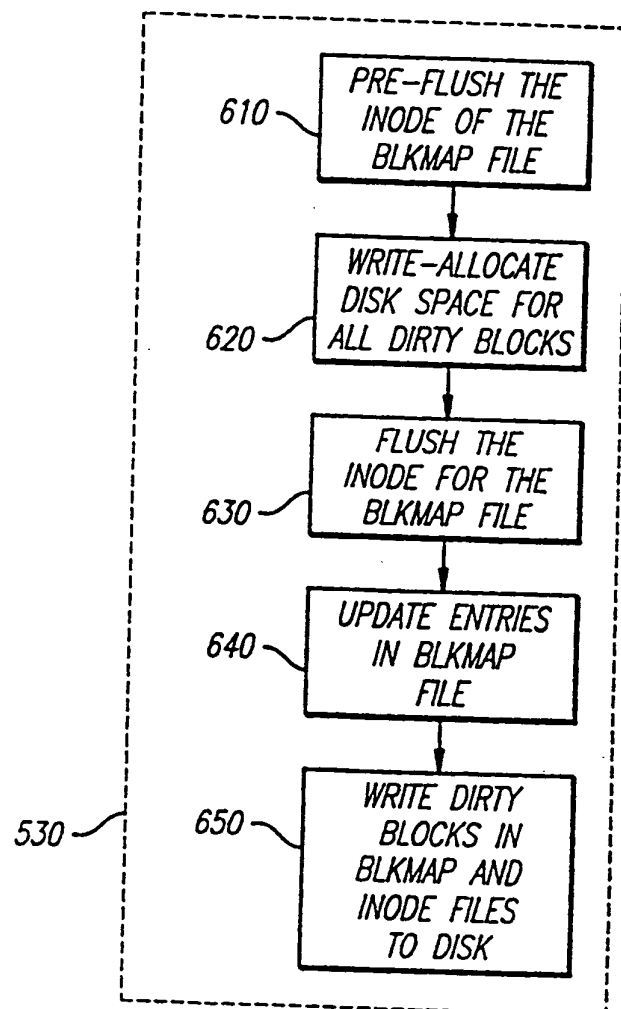 610
PRE-FLUSH THE
INODE OF THE
BLKMAP FILE
620
WRITE-ALLOCATE
DISK SPACE FOR
ALL DIRTY BLOCKS
630
FLUSH THE
INODE FOR THE
BLKMAP FILE
640
UPDATE ENTRIES
IN BLKMAP
FILE
530
650
WRITE DIRTY
BLOCKS IN
BLKMAP AND
INODE FILES
TO DISK